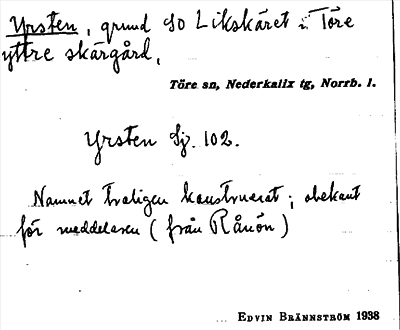 Yrsten, grund SO Likskäret i Töre
yttre skärgård,
Töre sn, Nederkalix tg, Norrb. l.
Yrsten Sj. 102.
Namnet troligen konstruerat; obekant
för meddelaren (från Rånön)
EDVIN BRÄNNSTRÖM 1938